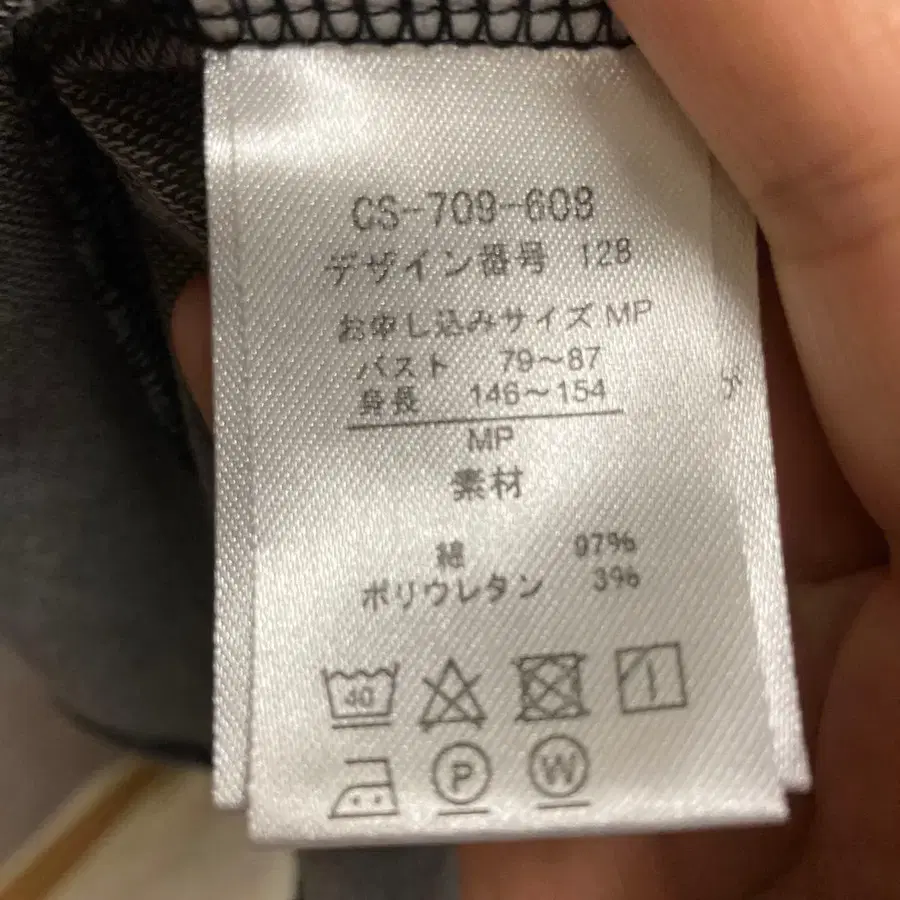 CS-709-608
デザイン番号 128
お申し込みサイズ MP
バスト 79～87
身長 146～154
MP
素材
綿 97%
ポリウレタン 3%
40
P W